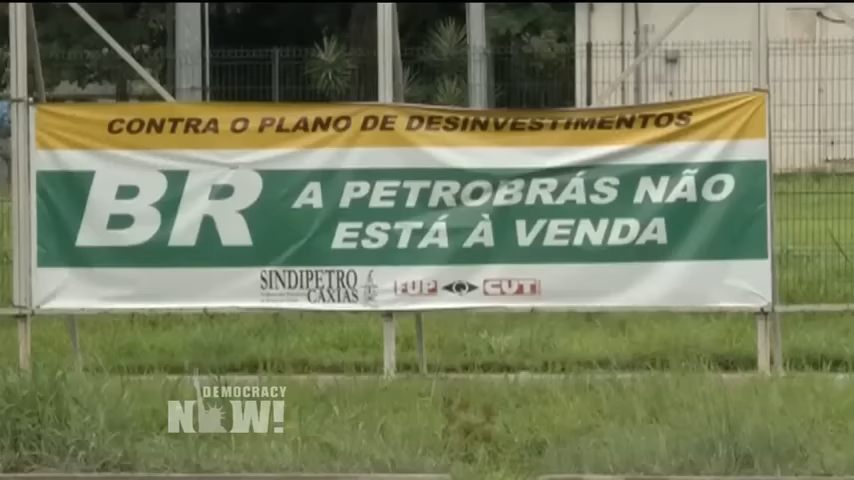 CONTRA O PLANO DE DESINVESTIMENTOS
BR A PETROBRÁS NÃO
ESTÁ À VENDA
SINDIPETRO
CAXIAS
FUP CUT
DEMOCRACY
NOW!